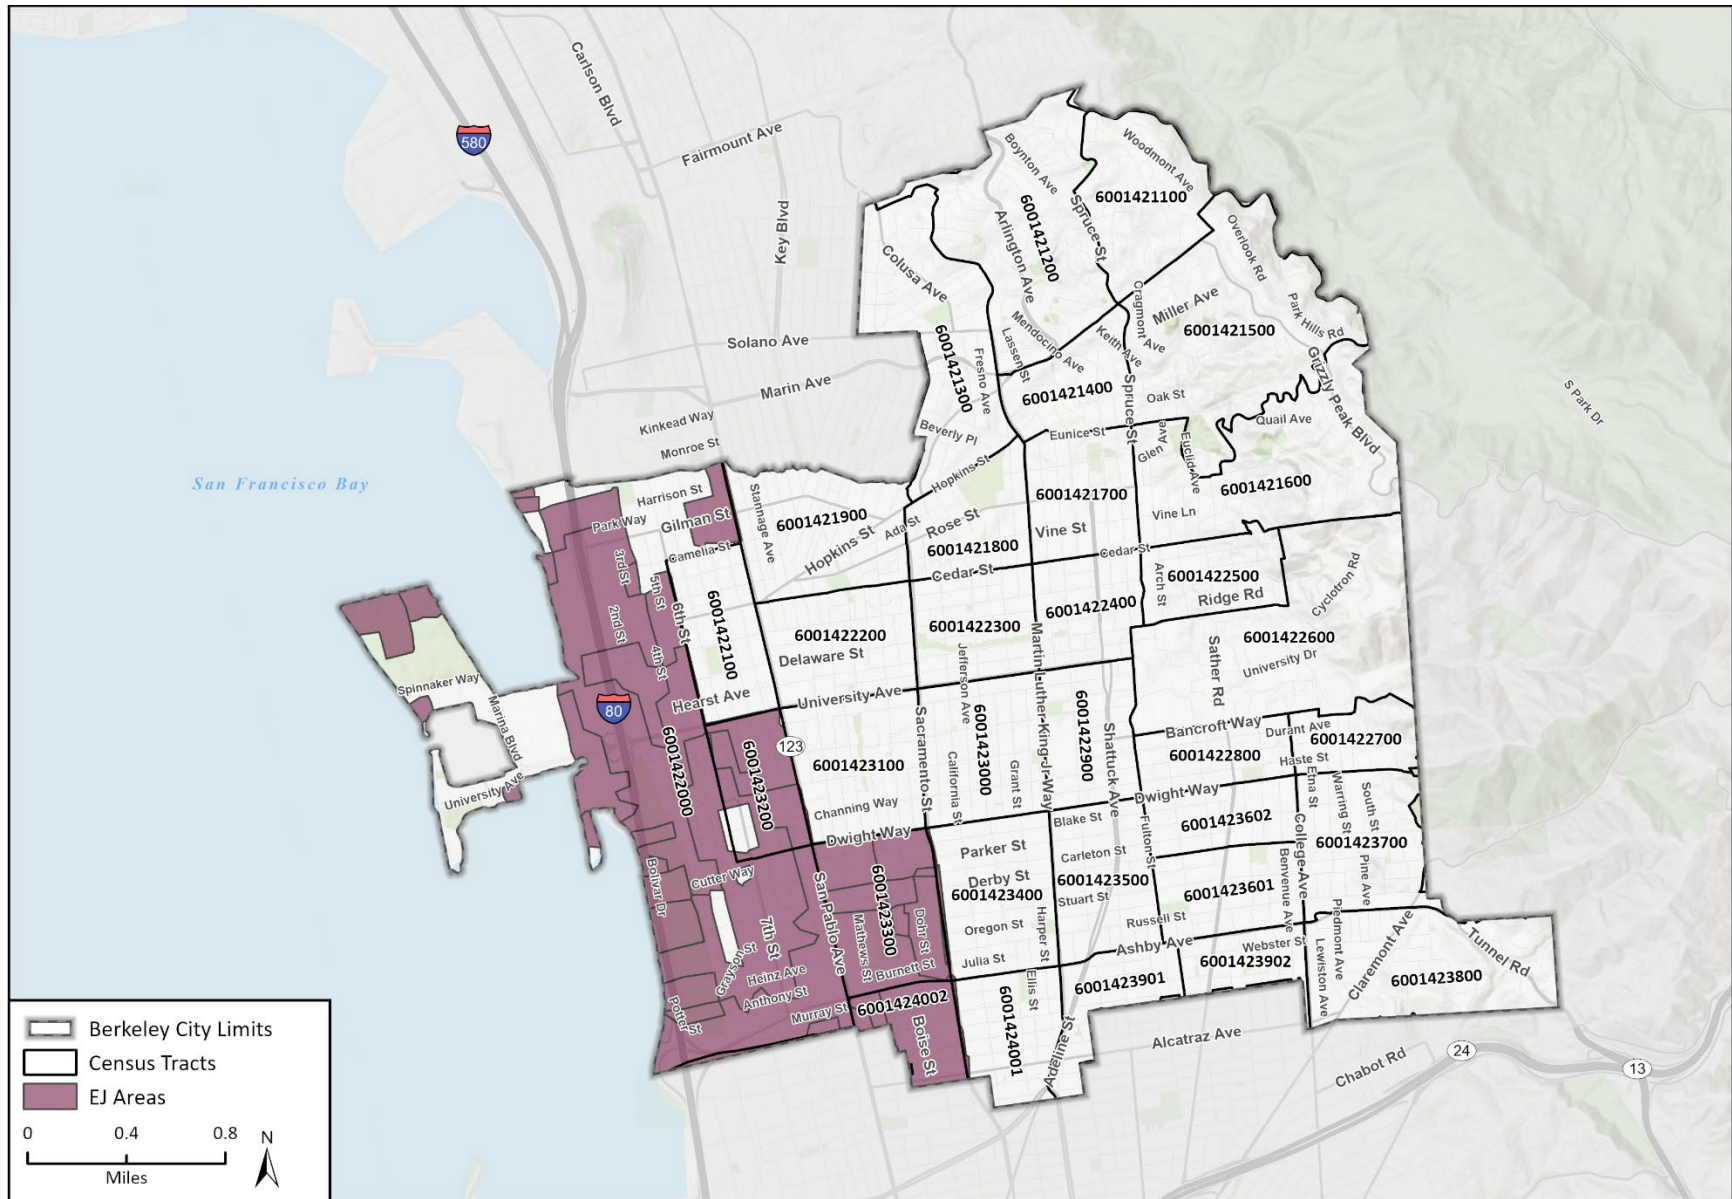 Carlson Blvd
580
Fairmount Ave
Key Blvd
Solano Ave
Marin Ave
Kinkead Way
Monroe St
San Francisco Bay
Boynton Ave
Woodmont Ave
6001421100
Spruce St
6001421200
Arlington Ave
Colusa Ave
Overlook Rd
Park Hills Rd
Grizzly Peak Blvd
S Park Dr
Cragmont Ave
Miller Ave
6001421500
Mendocino Ave
Keith Ave
Lassen St
Fresno Ave
6001421300
6001421400
Spruce St
Oak St
Quail Ave
Beverly Pl
Eunice St
Glen Ave
Euclid Ave
Hopkins St
6001421700
6001421600
Vine Ln
Vine St
Rose St
Ada St
Hopkins St
6001421900
6001421800
Stannage Ave
Harrison St
Park Way
Gilman St
Camelia St
Cedar St
Cedar St
3rd St
5th St
6th St
2nd St
4th St
6001422100
6001422200
Delaware St
6001422300
6001422400
Arch St
6001422500
Ridge Rd
Cyclotron Rd
6001422600
University Dr
Sather Rd
Hearst Ave
University Ave
Jefferson Ave
Martin Luther King Jr Way
Spinnaker Way
Marina Blvd
University Ave
80
123
6001422000
6001423200
6001423100
Sacramento St
California St
6001423000
Grant St
6001422900
Shattuck Ave
Bancroft Way
Durant Ave
6001422700
6001422800
Haste St
Channing Way
Dwight Way
Dwight Way
Etna St
Warring St
South St
Blake St
Fulton St
6001423602
College Ave
6001423700
Parker St
Carleton St
Derby St
6001423400
6001423500
Stuart St
6001423601
Benvenue Ave
Pine Ave
Cutter Way
Bolivar Dr
San Pablo Ave
6001423300
Mathews St
Dohr St
Oregon St
Harper St
Russell St
Piedmont Ave
Ashby Ave
Webster St
Lewiston Ave
Claremont Ave
Tunnel Rd
7th St
Grayson St
Heinz Ave
Burnett St
Julia St
Ellis St
6001423901
6001423902
6001423800
Anthony St
Murray St
6001424002
Potter St
Boise St
6001424001
Adeline St
Alcatraz Ave
Chabot Rd
24
13
Berkeley City Limits
Census Tracts
EJ Areas
0 0.4 0.8
Miles
N